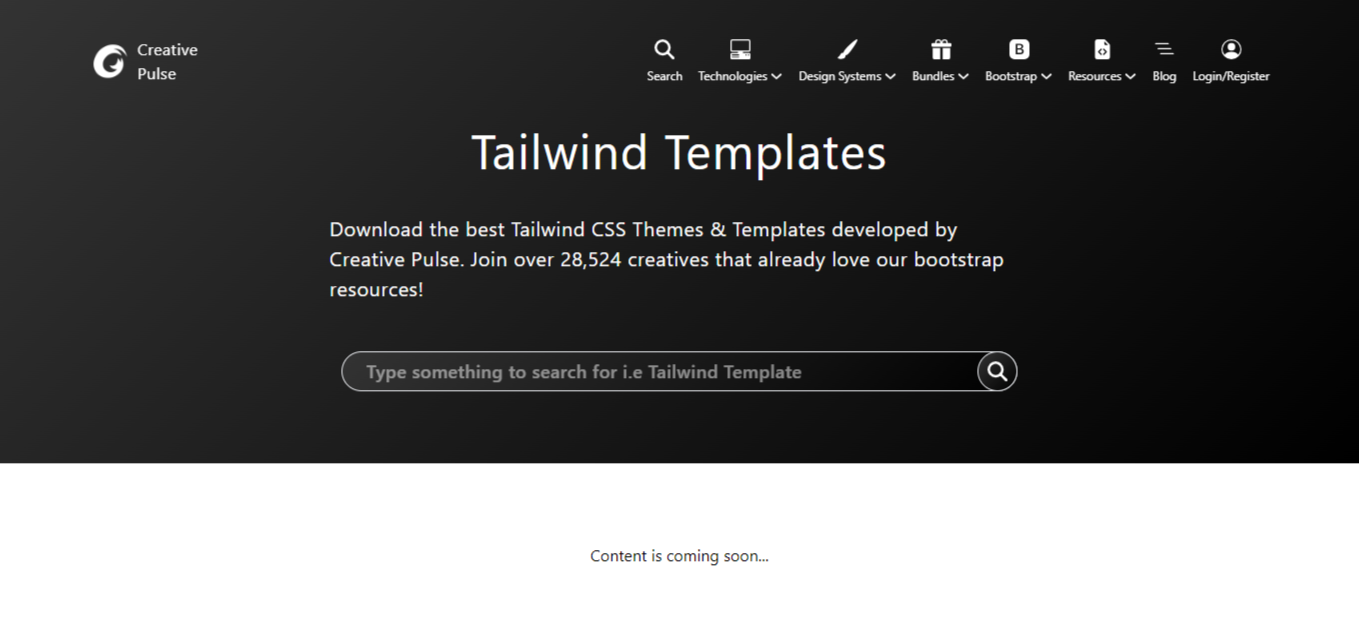 Creative
Pulse
Search
Technologies
Design Systems
Bundles
B
Bootstrap
Resources
Blog
Login/Register
Tailwind Templates
Download the best Tailwind CSS Themes & Templates developed by
Creative Pulse. Join over 28,524 creatives that already love our bootstrap
resources!
Type something to search for i.e Tailwind Template
Content is coming soon...